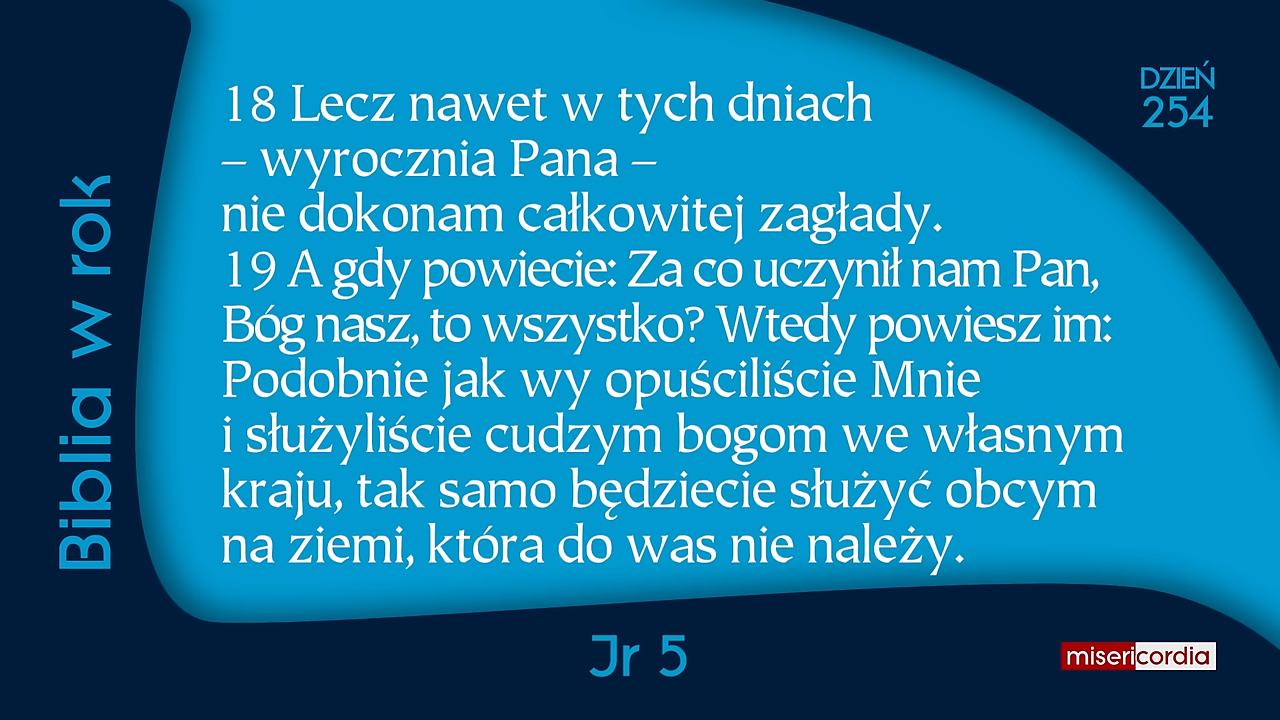 DZIEŃ
254
18 Lecz nawet w tych dniach
– wyrocznia Pana –
nie dokonam całkowitej zagłady.
19 A gdy powiecie: Za co uczynił nam Pan,
Bóg nasz, to wszystko? Wtedy powiesz im:
Podobnie jak wy opuściliście Mnie
i służyliście cudzym bogom we własnym
kraju, tak samo będziecie służyć obcym
na ziemi, która do was nie należy.
Biblia w rok
Jr 5
misericordia